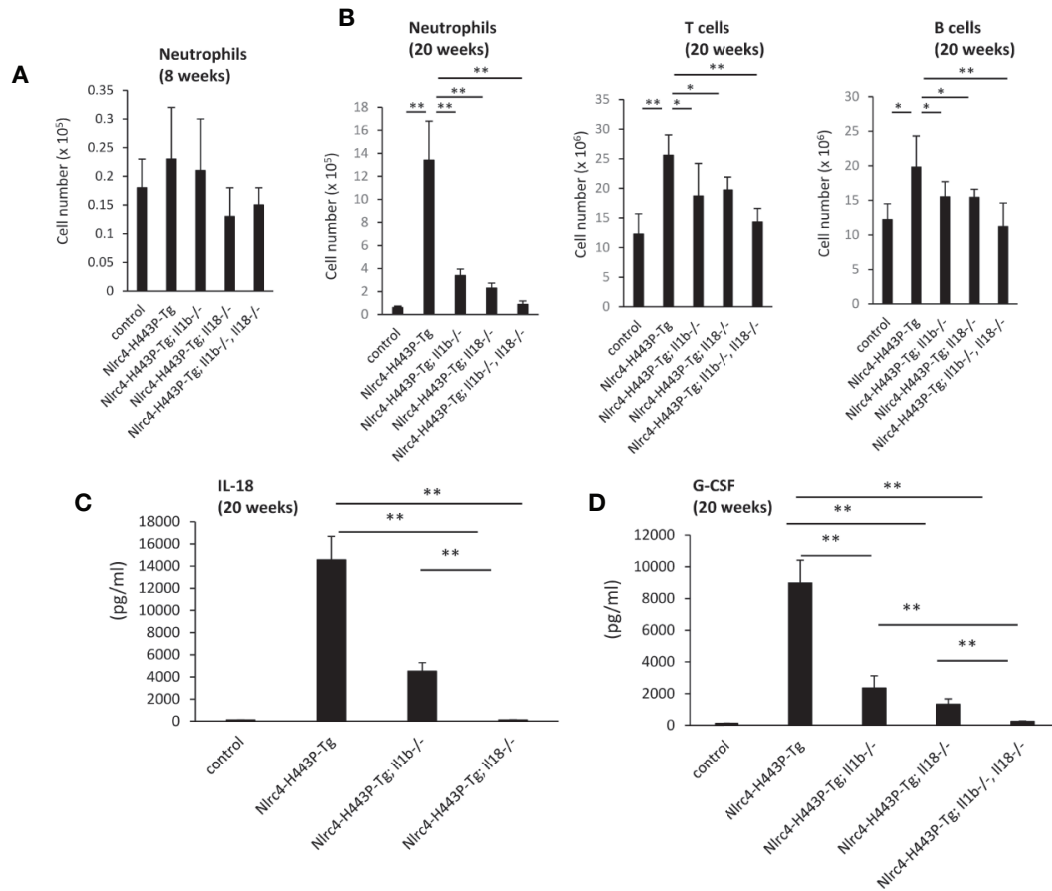 A
Neutrophils
(8 weeks)
Cell number (x 10⁵)
0.35
0.3
0.25
0.2
0.15
0.1
0.05
0
control
Nlrc4-H443P-Tg
Nlrc4-H443P-Tg; Il1b-/-
Nlrc4-H443P-Tg; Il18-/-
Nlrc4-H443P-Tg; Il1b-/-, Il18-/-
B
Neutrophils
(20 weeks)
**
**
** **
Cell number (x 10⁵)
18
16
14
12
10
8
6
4
2
0
control
Nlrc4-H443P-Tg
Nlrc4-H443P-Tg; Il1b-/-
Nlrc4-H443P-Tg; Il18-/-
Nlrc4-H443P-Tg; Il1b-/-, Il18-/-
T cells
(20 weeks)
**
*
** *
Cell number (x 10⁶)
35
30
25
20
15
10
5
0
control
Nlrc4-H443P-Tg
Nlrc4-H443P-Tg; Il1b-/-
Nlrc4-H443P-Tg; Il18-/-
Nlrc4-H443P-Tg; Il1b-/-, Il18-/-
B cells
(20 weeks)
**
*
* *
Cell number (x 10⁶)
30
25
20
15
10
5
0
control
Nlrc4-H443P-Tg
Nlrc4-H443P-Tg; Il1b-/-
Nlrc4-H443P-Tg; Il18-/-
Nlrc4-H443P-Tg; Il1b-/-, Il18-/-
C
IL-18
(20 weeks)
**
**
**
(pg/ml)
18000
16000
14000
12000
10000
8000
6000
4000
2000
0
control
Nlrc4-H443P-Tg
Nlrc4-H443P-Tg; Il1b-/-
Nlrc4-H443P-Tg; Il18-/-
D
G-CSF
(20 weeks)
**
**
**
**
**
(pg/ml)
12000
10000
8000
6000
4000
2000
0
control
Nlrc4-H443P-Tg
Nlrc4-H443P-Tg; Il1b-/-
Nlrc4-H443P-Tg; Il18-/-
Nlrc4-H443P-Tg; Il1b-/-, Il18-/-